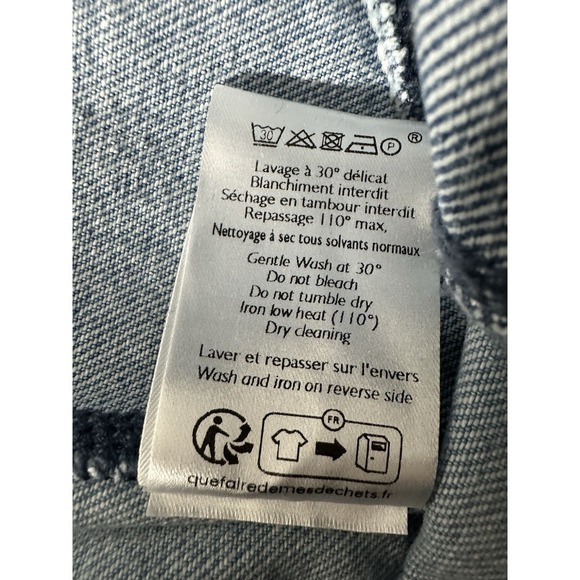 30 P ®
Lavage à 30° délicat
Blanchiment interdit
Séchage en tambour interdit
Repassage 110° max,
Nettoyage à sec tous solvants normaux
Gentle Wash at 30°
Do not bleach
Do not tumble dry
Iron low heat (110°)
Dry cleaning
Laver et repasser sur l'envers
Wash and iron on reverse side
FR
quefairedemesdechets.fr